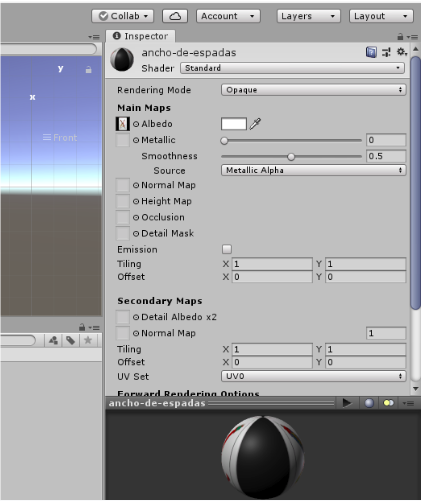 Collab Account Layers Layout
Inspector
ancho-de-espadas
Shader Standard
y
x
Front
Rendering Mode Opaque
Main Maps
Albedo
Metallic 0
Smoothness 0.5
Source Metallic Alpha
Normal Map
Height Map
Occlusion
Detail Mask
Emission
Tiling X 1 Y 1
Offset X 0 Y 0
Secondary Maps
Detail Albedo x2
Normal Map 1
Tiling X 1 Y 1
Offset X 0 Y 0
UV Set UV0
Forward Rendering Options
ancho-de-espadas